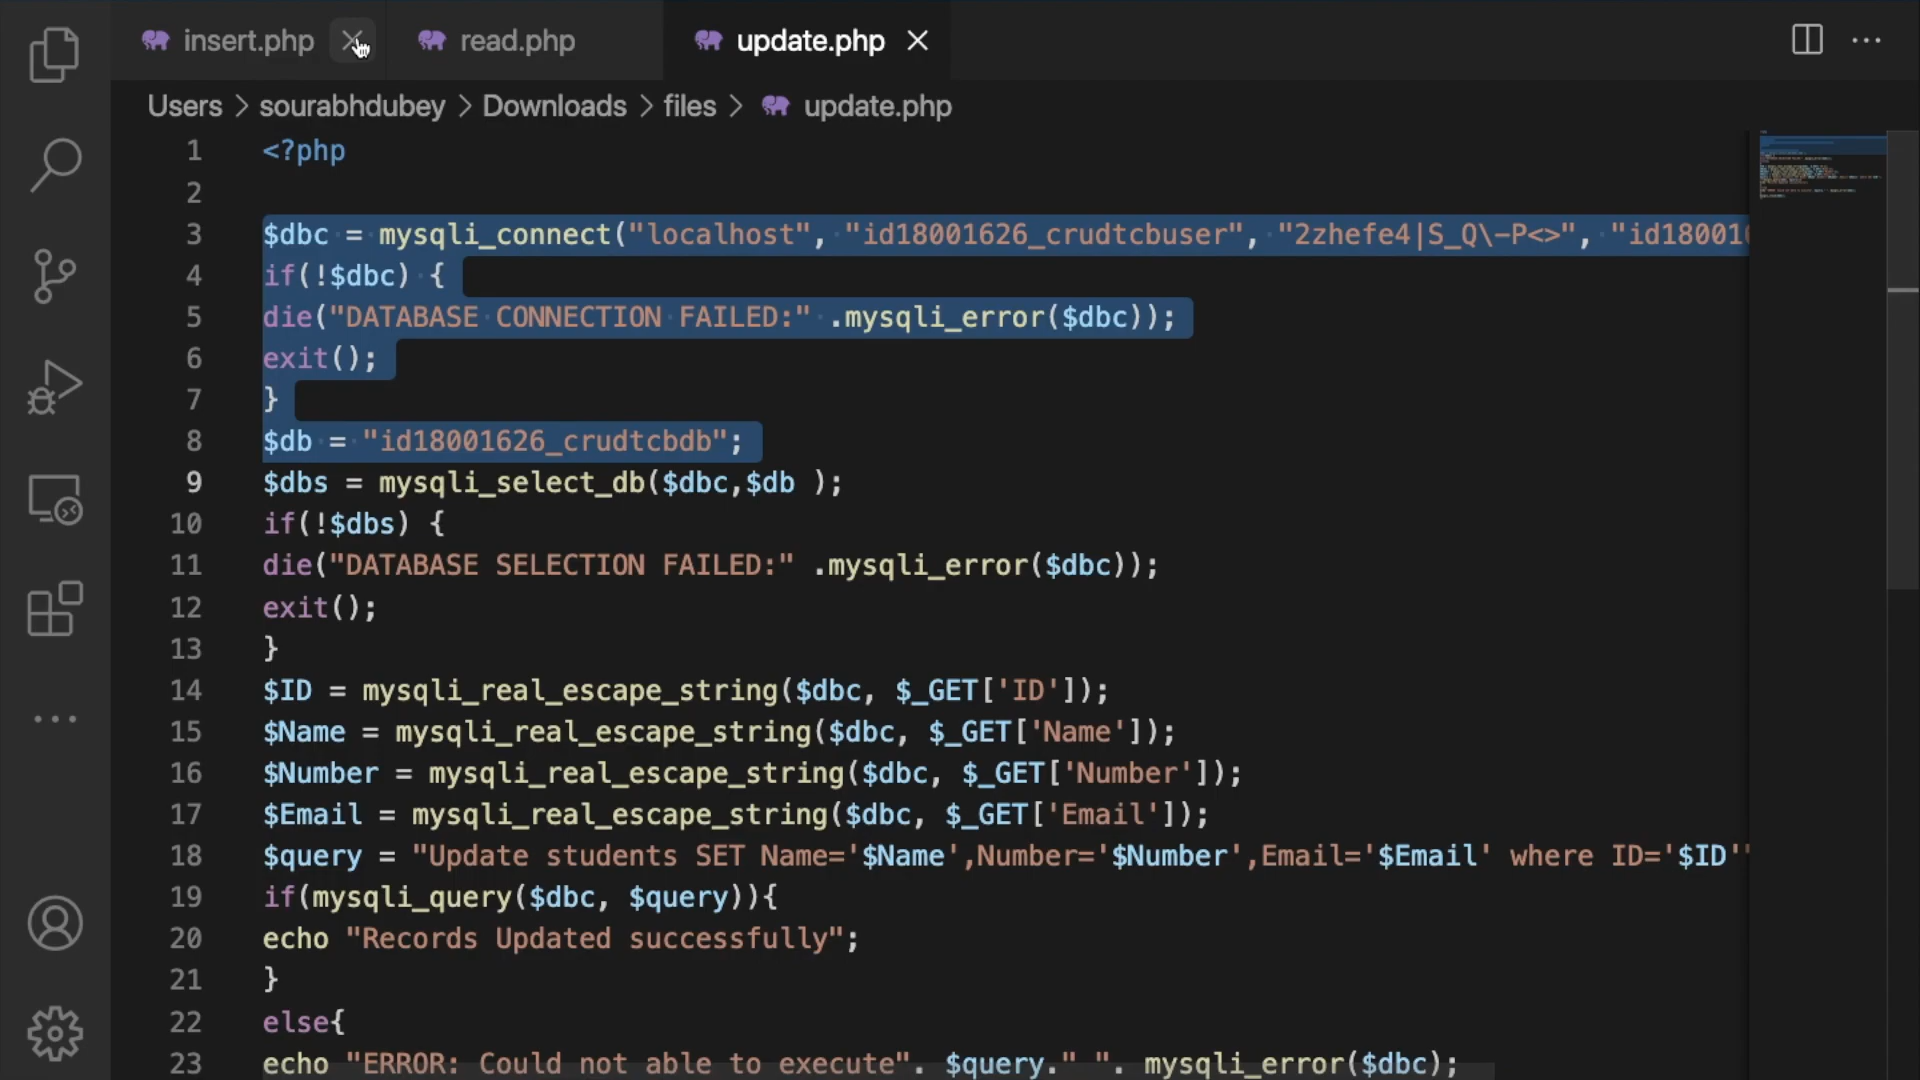 insert.php
read.php
update.php
Users > sourabhdubey > Downloads > files > update.php
1 <?php
2
3 $dbc = mysqli_connect("localhost", "id18001626_crudtcbuser", "2zhefe4|S_Q\-P<>", "id18001
4 if(!$dbc) {
5 die("DATABASE CONNECTION FAILED:" .mysqli_error($dbc));
6 exit();
7 }
8 $db = "id18001626_crudtcbdb";
9 $dbs = mysqli_select_db($dbc,$db );
10 if(!$dbs) {
11 die("DATABASE SELECTION FAILED:" .mysqli_error($dbc));
12 exit();
13 }
14 $ID = mysqli_real_escape_string($dbc, $_GET['ID']);
15 $Name = mysqli_real_escape_string($dbc, $_GET['Name']);
16 $Number = mysqli_real_escape_string($dbc, $_GET['Number']);
17 $Email = mysqli_real_escape_string($dbc, $_GET['Email']);
18 $query = "Update students SET Name='$Name',Number='$Number',Email='$Email' where ID='$ID'
19 if(mysqli_query($dbc, $query)){
20 echo "Records Updated successfully";
21 }
22 else{
23 echo "ERROR: Could not able to execute". $query." ". mysqli_error($dbc);